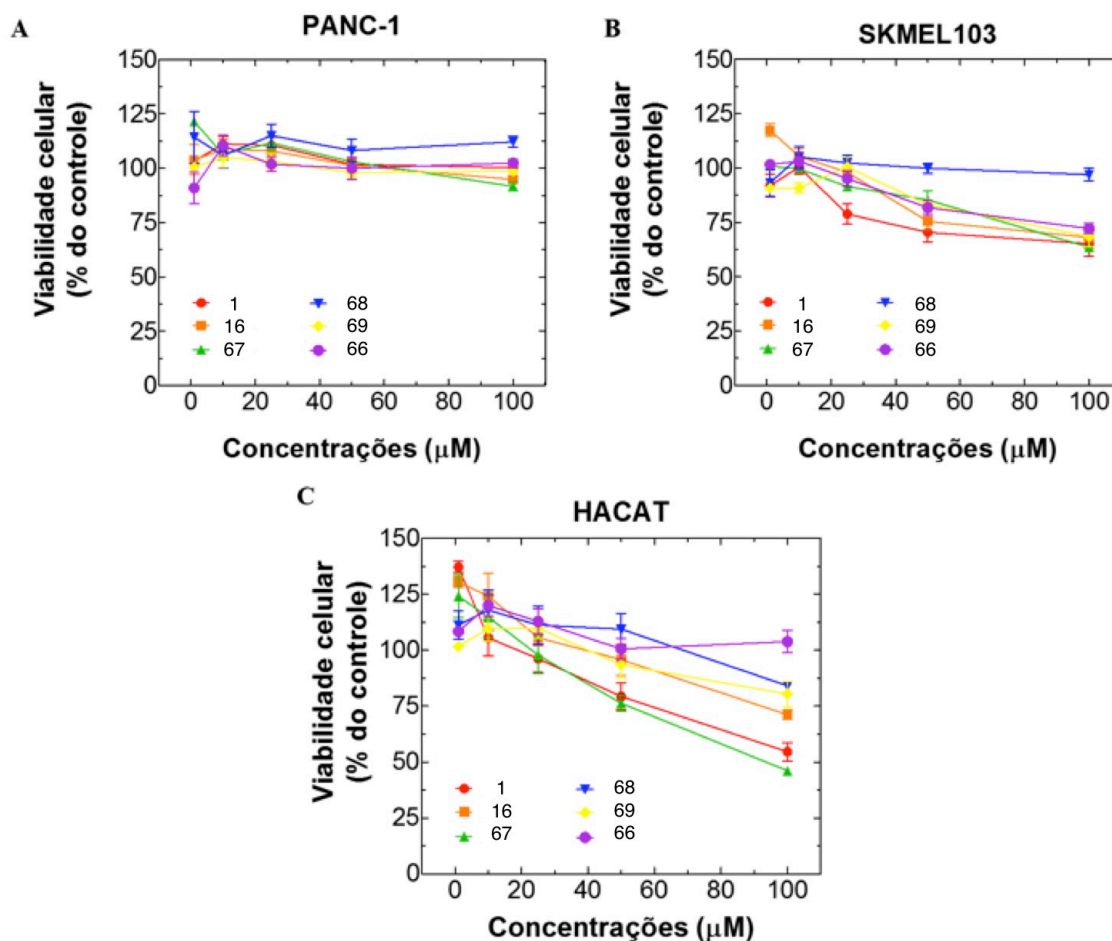 A
PANC-1
Viabilidade celular
(% do controle)
150
125
100
75
50
25
0
1
16
67
68
69
66
0 20 40 60 80 100
Concentrações (μM)
B
SKMEL103
Viabilidade celular
(% do controle)
150
125
100
75
50
25
0
1
16
67
68
69
66
0 20 40 60 80 100
Concentrações (μM)
C
HACAT
Viabilidade celular
(% do controle)
150
125
100
75
50
25
0
1
16
67
68
69
66
0 20 40 60 80 100
Concentrações (μM)